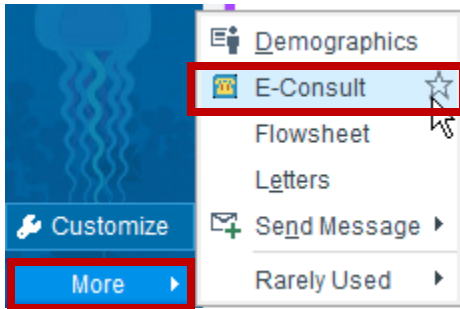 Demographics
E-Consult
Flowsheet
Letters
Customize
Send Message
More
Rarely Used